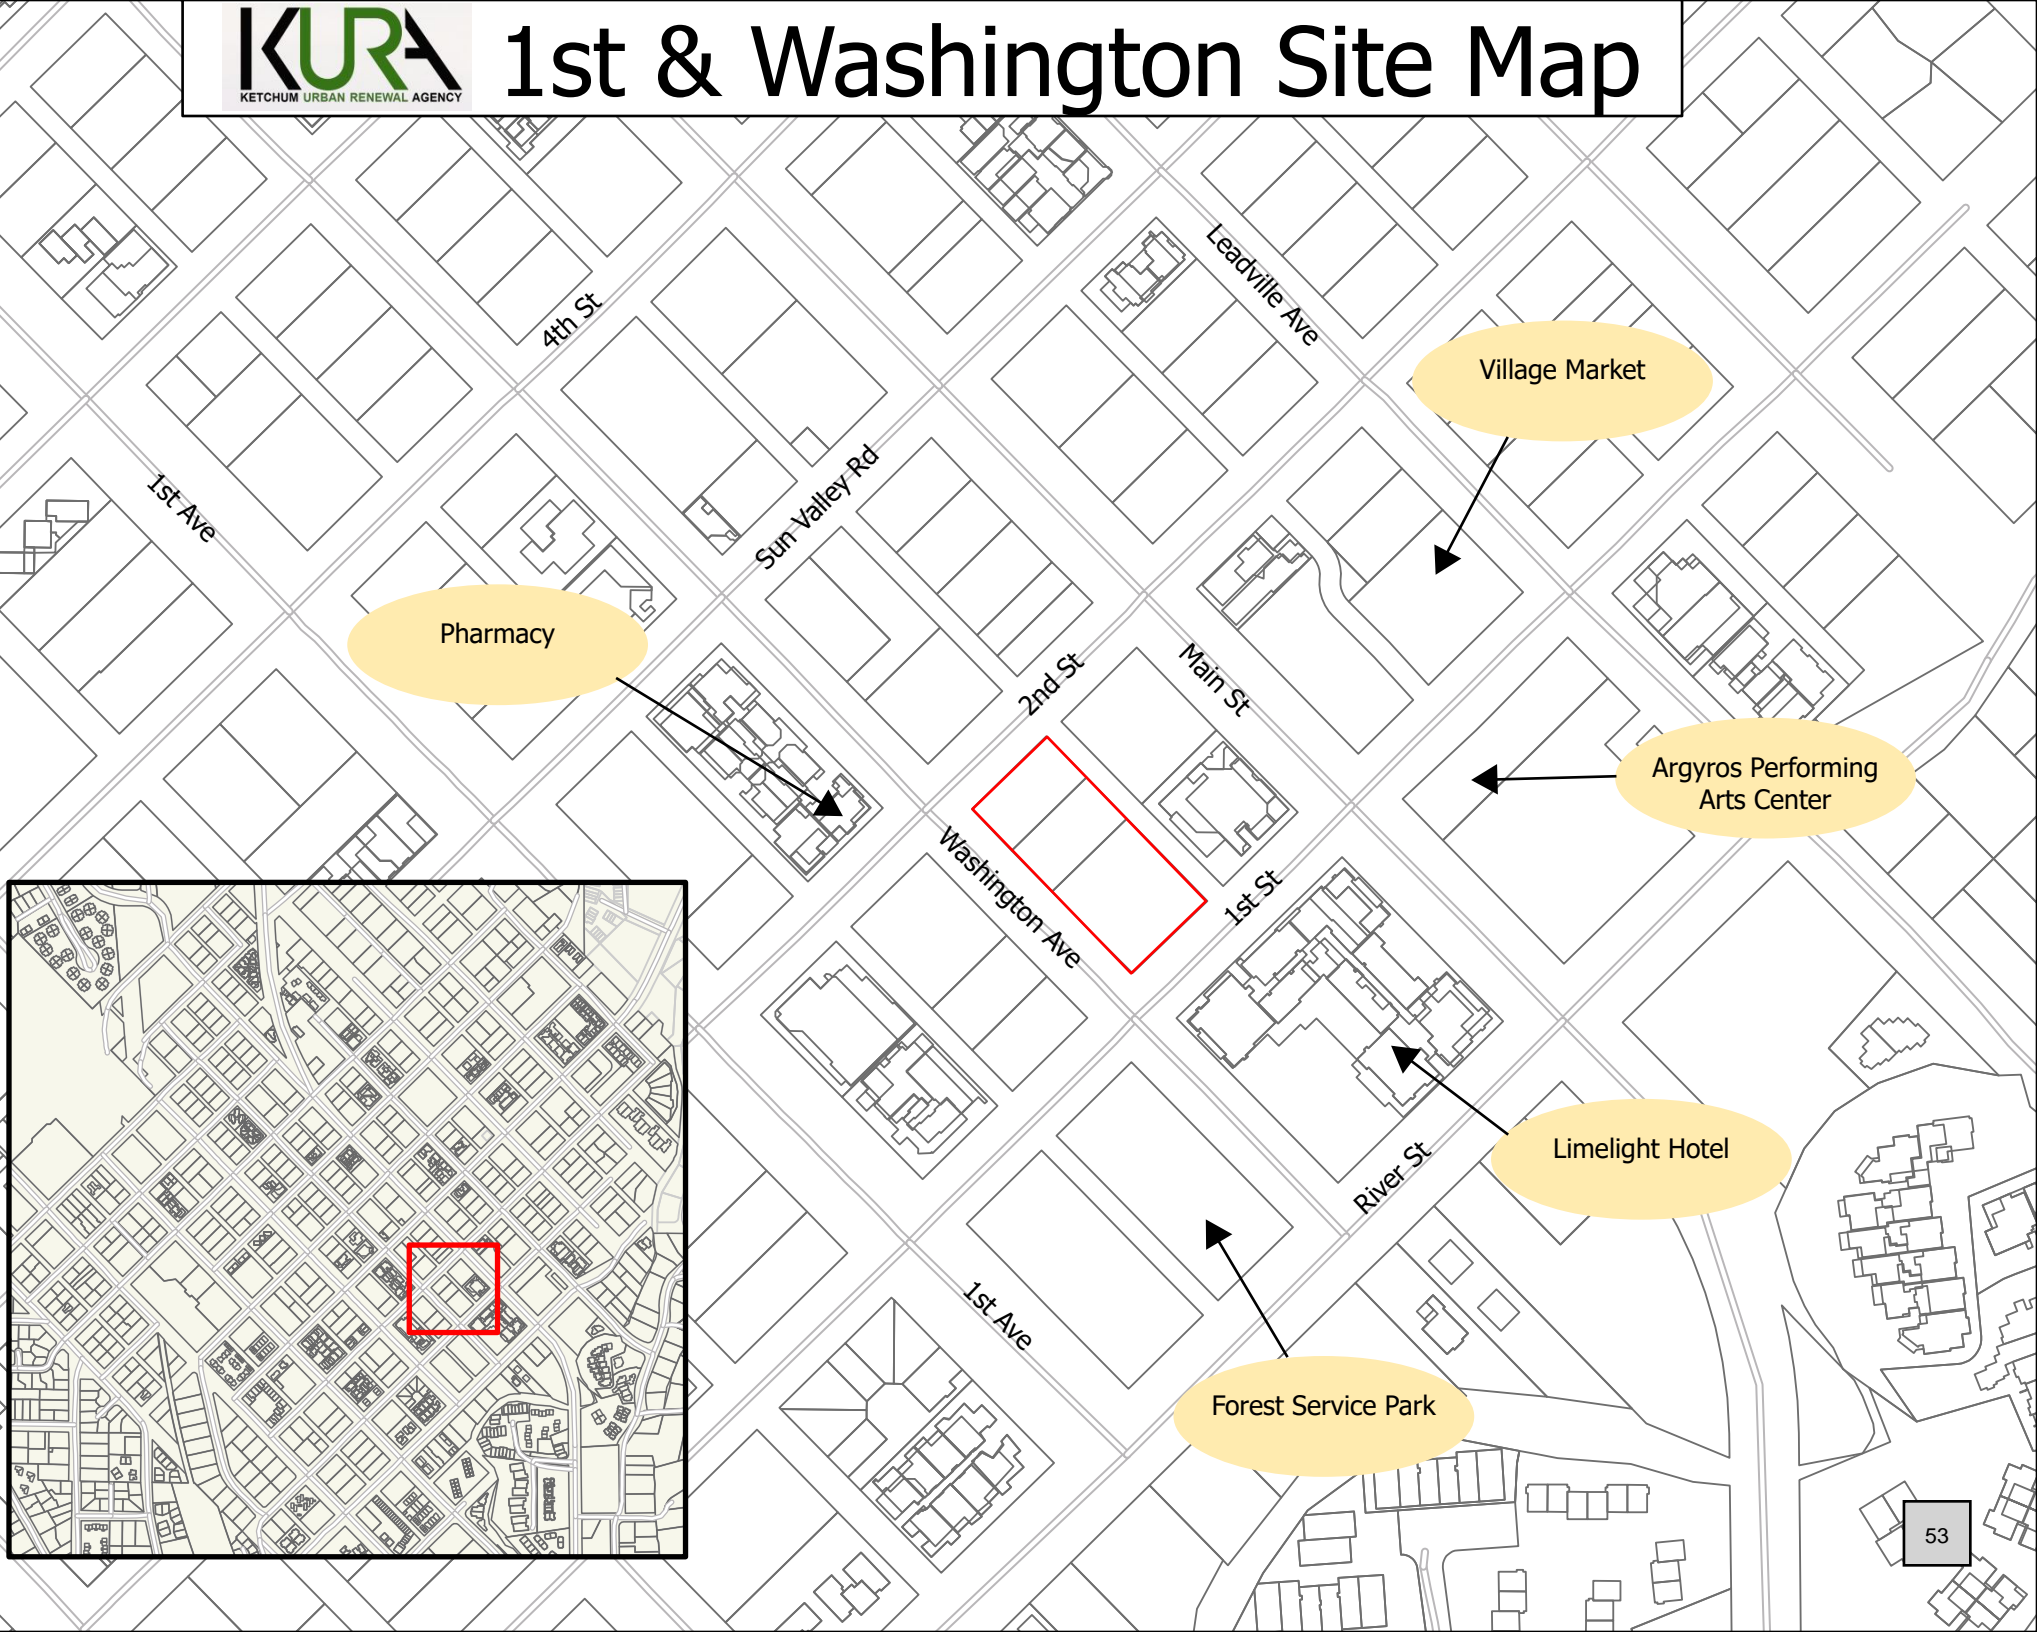 KURA
KETCHUM URBAN RENEWAL AGENCY
1st & Washington Site Map
Leadville Ave
4th St
Village Market
Sun Valley Rd
1st Ave
Pharmacy
2nd St
Main St
Argyros Performing
Arts Center
Washington Ave
1st St
Limelight Hotel
River St
1st Ave
Forest Service Park
53